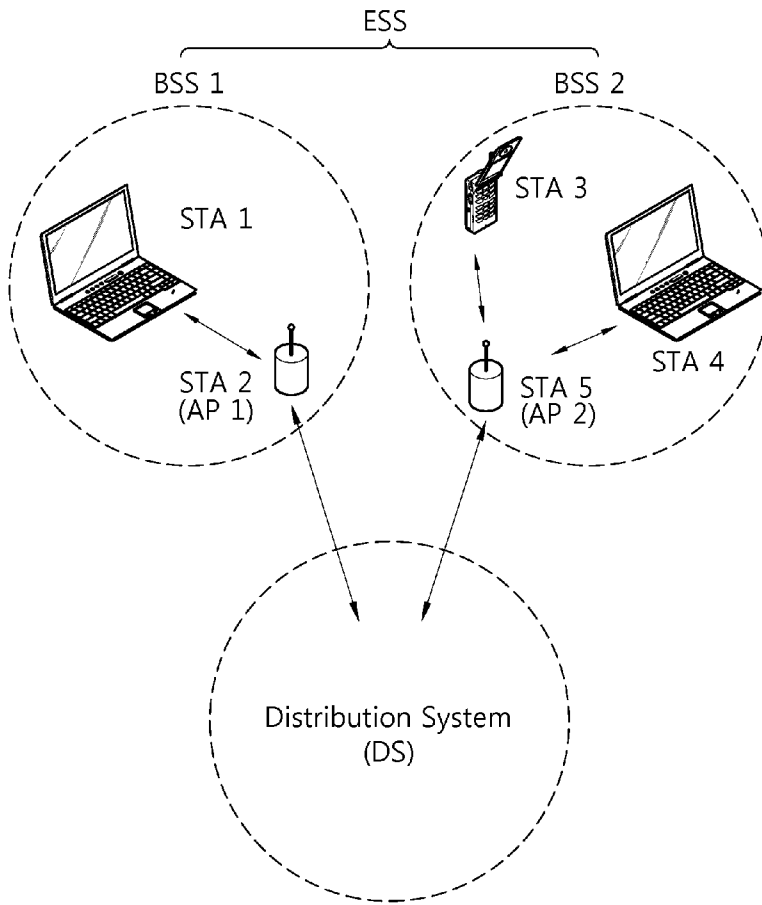 ESS
BSS 1
BSS 2
STA 1
STA 2
(AP 1)
STA 3
STA 4
STA 5
(AP 2)
Distribution System
(DS)